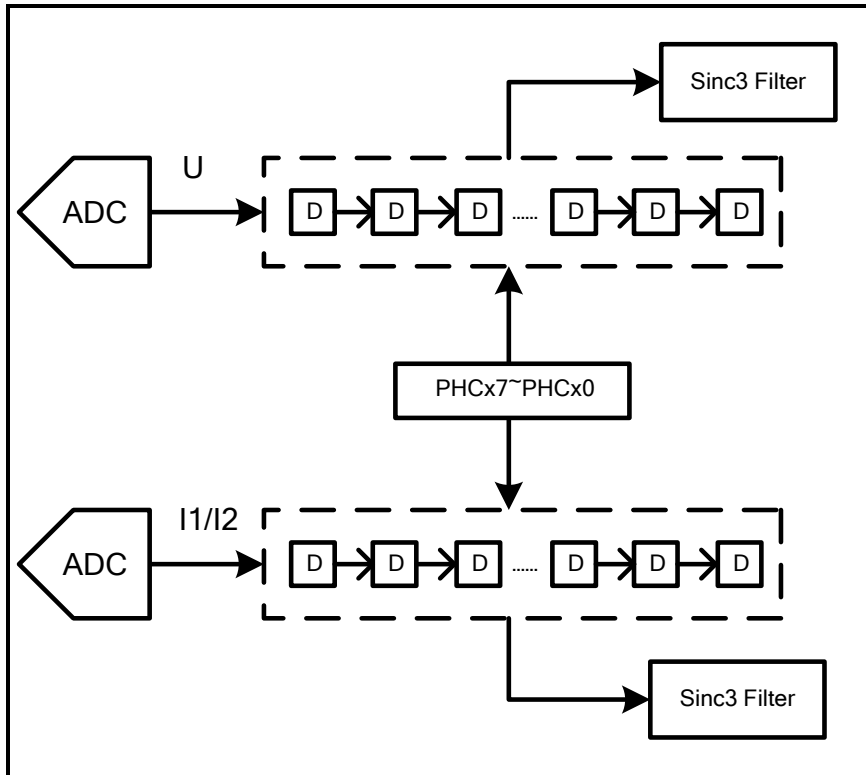 Sinc3 Filter
U
ADC
D D D ...... D D D
PHCx7~PHCx0
I1/I2
ADC
D D D ...... D D D
Sinc3 Filter